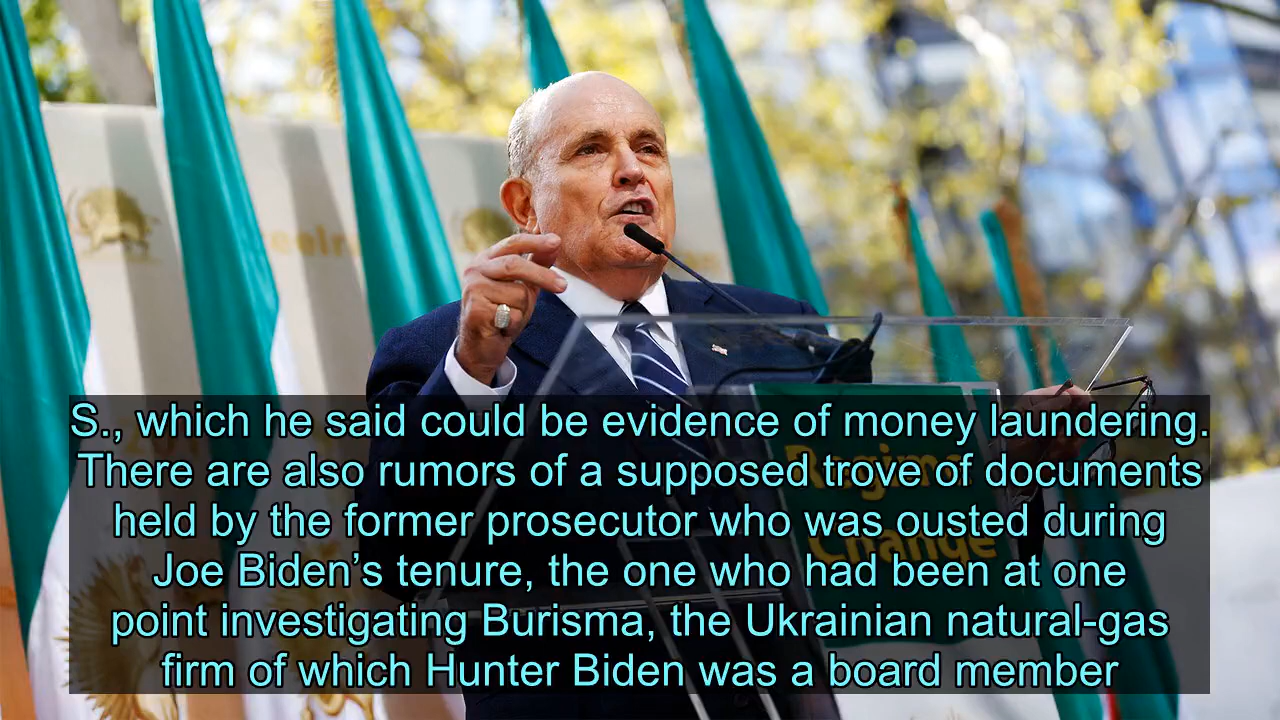 S., which he said could be evidence of money laundering.
There are also rumors of a supposed trove of documents
held by the former prosecutor who was ousted during
Joe Biden’s tenure, the one who had been at one
point investigating Burisma, the Ukrainian natural-gas
firm of which Hunter Biden was a board member
Regime
Change